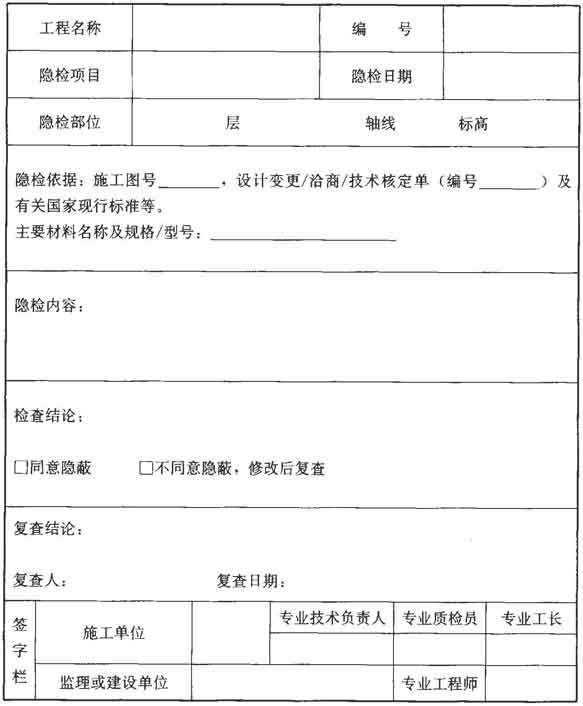 工程名称 编 号
隐检项目 隐检日期
隐检部位 层 轴线 标高
隐检依据：施工图号_______，设计变更/洽商/技术核定单（编号_______）及
有关国家现行标准等。
主要材料名称及规格/型号：_____________________
隐检内容：
检查结论：
□同意隐蔽 □不同意隐蔽，修改后复查
复查结论：
复查人： 复查日期：
签字栏 施工单位 专业技术负责人 专业质检员 专业工长
监理或建设单位 专业工程师